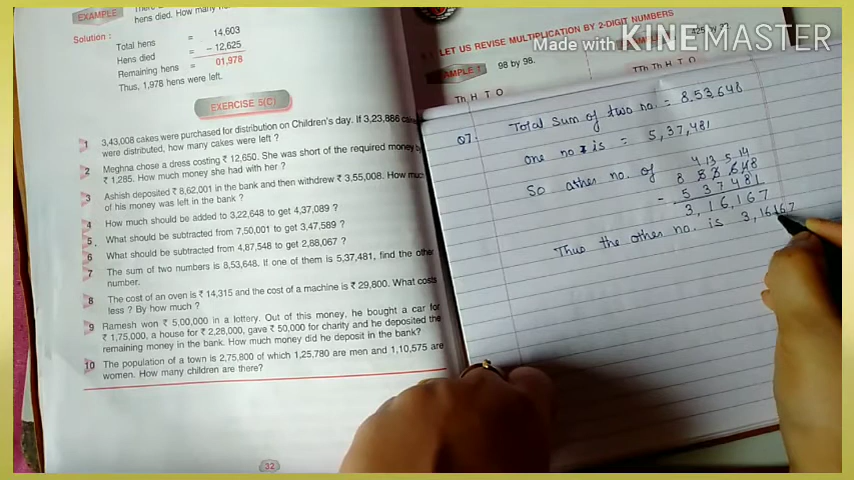 EXAMPLE
hens died. How many
Solution :
Total hens = 14,603
Hens died = – 12,625
Remaining hens = 01,978
Thus, 1,978 hens were left.
EXERCISE 5(C)
1 3,43,008 cakes were purchased for distribution on Children's day. If 3,23,886 cakes
were distributed, how many cakes were left ?
2 Meghna chose a dress costing ₹ 12,650. She was short of the required money by
₹ 1,285. How much money she had with her ?
3 Ashish deposited ₹ 8,62,001 in the bank and then withdrew ₹ 3,55,008. How much
of his money was left in the bank ?
4 How much should be added to 3,22,648 to get 4,37,089 ?
5. What should be subtracted from 7,50,001 to get 3,47,589 ?
6 What should be subtracted from 4,87,548 to get 2,88,067 ?
7 The sum of two numbers is 8,53,648. If one of them is 5,37,481, find the other
number.
8 The cost of an oven is ₹ 14,315 and the cost of a machine is ₹ 29,800. What costs
less ? By how much ?
9 Ramesh won ₹ 5,00,000 in a lottery. Out of this money, he bought a car for
₹ 1,75,000, a house for ₹ 2,28,000, gave ₹ 50,000 for charity and he deposited the
remaining money in the bank. How much money did he deposit in the bank?
10 The population of a town is 2,75,800 of which 1,25,780 are men and 1,10,575 are
women. How many children are there?
32
LET US REVISE MULTIPLICATION BY 2-DIGIT NUMBERS
98 by 98.
Th H T O
TTh Th H T O
Made with KINEMASTER
Q7. Total sum of two no. = 8,53,648
one no is = 5,37,481
So other no. of
4 13 5 14
8 5 3, 6 4 8
- 5 3 7 4 8 1
3, 1 6, 1 6 7
Thus the other no. is 3,16167